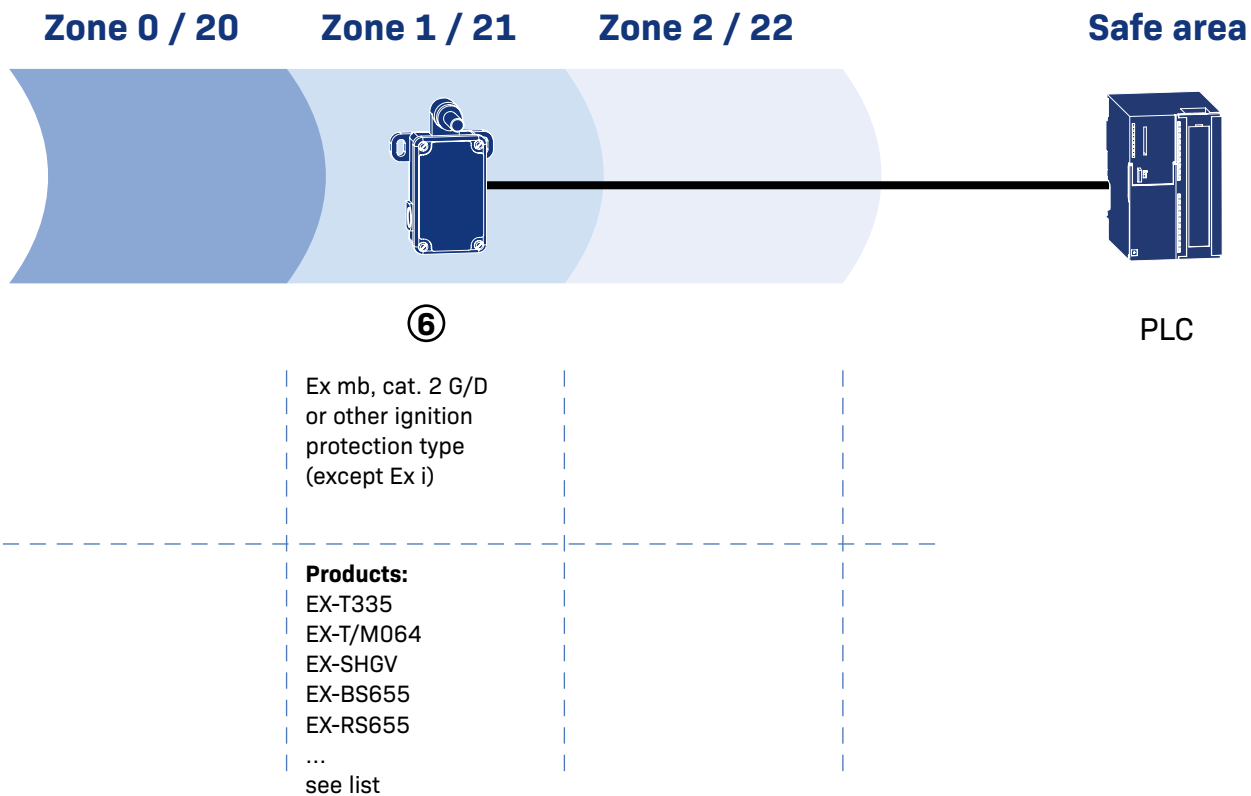 Zone 0 / 20
Zone 1 / 21
Zone 2 / 22
Safe area
⑥
PLC
Ex mb, cat. 2 G/D
or other ignition
protection type
(except Ex i)
Products:
EX-T335
EX-T/M064
EX-SHGV
EX-BS655
EX-RS655
...
see list